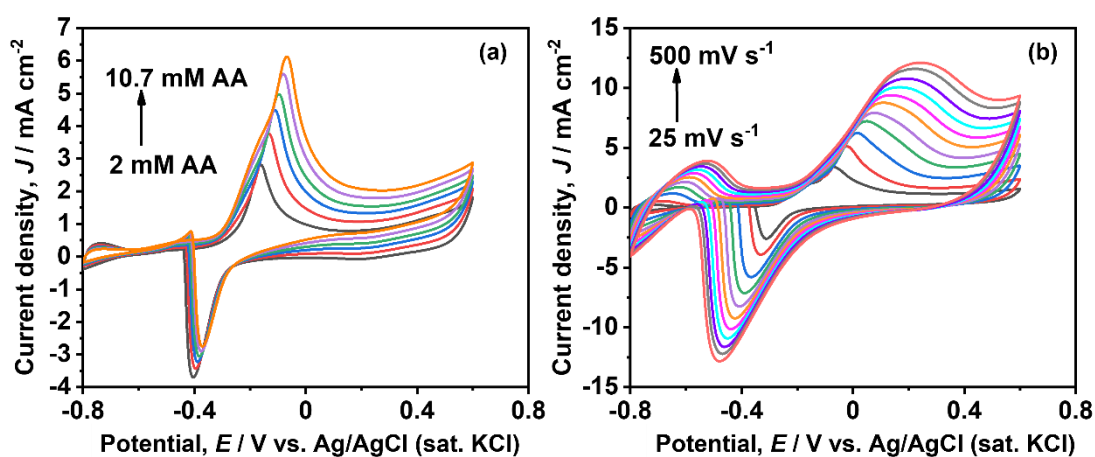 (a)
10.7 mM AA
2 mM AA
7
6
5
4
3
2
1
0
-1
-2
-3
-4
Current density, J / mA cm⁻²
-0.8
-0.4
0
0.4
0.8
Potential, E / V vs. Ag/AgCl (sat. KCl)
(b)
500 mV s⁻¹
25 mV s⁻¹
15
10
5
0
-5
-10
-15
Current density, J / mA cm⁻²
-0.8
-0.4
0
0.4
0.8
Potential, E / V vs. Ag/AgCl (sat. KCl)